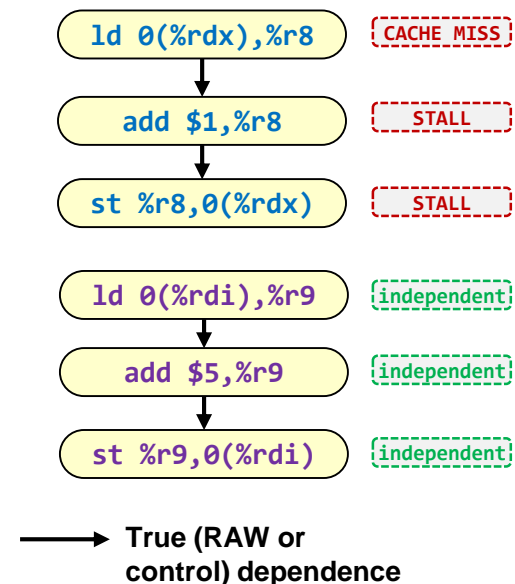 ld 0(%rdx),%r8 CACHE MISS
add $1,%r8 STALL
st %r8,0(%rdx) STALL
ld 0(%rdi),%r9 independent
add $5,%r9 independent
st %r9,0(%rdi) independent
True (RAW or
control) dependence